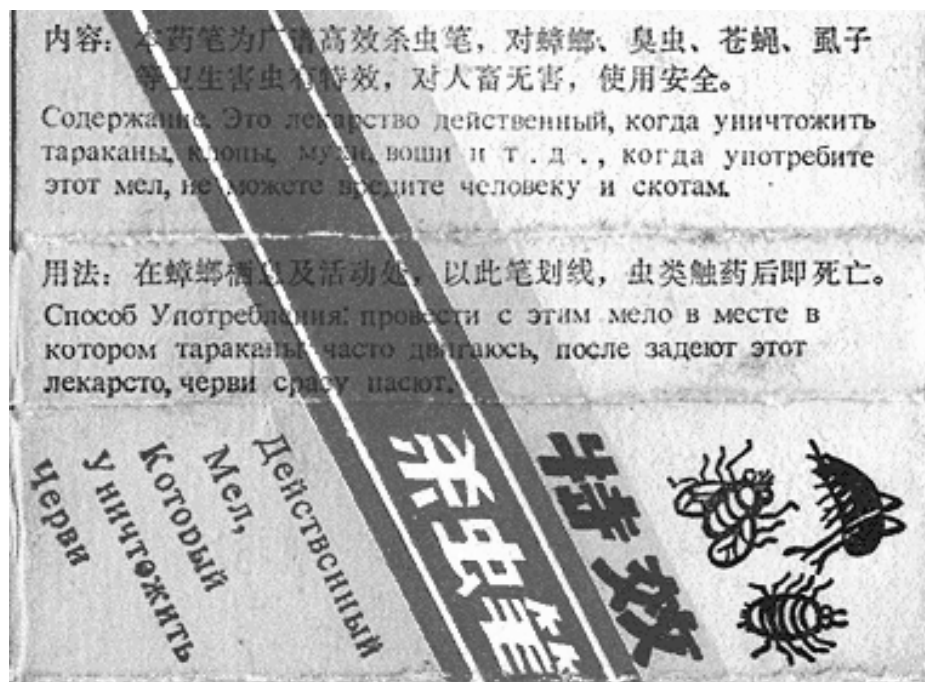 内容：本药笔为广谱高效杀虫笔，对蟑螂、臭虫、苍蝇、虱子
等卫生害虫有特效，对人畜无害，使用安全。
Содержание. Это лекарство действенный, когда уничтожить
тараканы, клопы, мухи, воши и т . д . , когда употребите
этот мел, не можете вредите человеку и скотам.
用法：在蟑螂栖息及活动处，以此笔划线，虫类触药后即死亡。
Способ Употребления: провести с этим мело в месте в
котором тараканы часто двигаюсь, после задеют этот
лекарсто, черви сразу пасют.
Действенный
Мел,
Который
Уничтожить
Черви
杀虫笔
特效